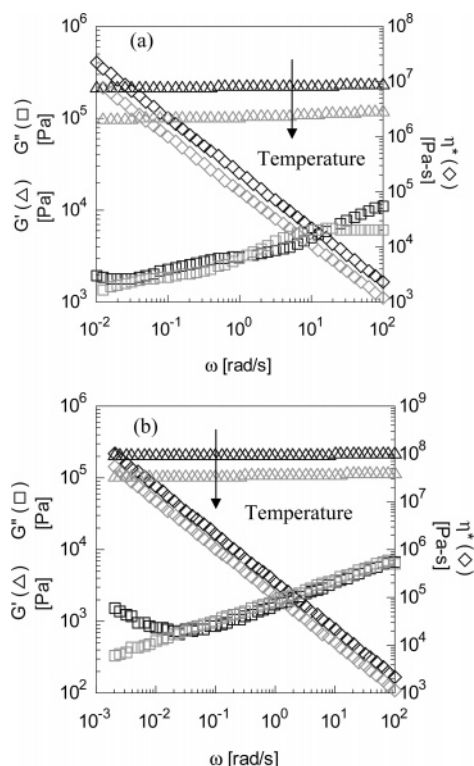 (a)
10^6
10^5
10^4
10^3
G' (△) G'' (□)
[Pa] [Pa]
10^8
10^7
10^6
10^5
10^4
10^3
η* (◇)
[Pa-s]
Temperature
10^-2 10^-1 10^0 10^1 10^2
ω [rad/s]
(b)
10^6
10^5
10^4
10^3
10^2
G' (△) G'' (□)
[Pa] [Pa]
10^9
10^8
10^7
10^6
10^5
10^4
10^3
η* (◇)
[Pa-s]
Temperature
10^-3 10^-2 10^-1 10^0 10^1 10^2
ω [rad/s]